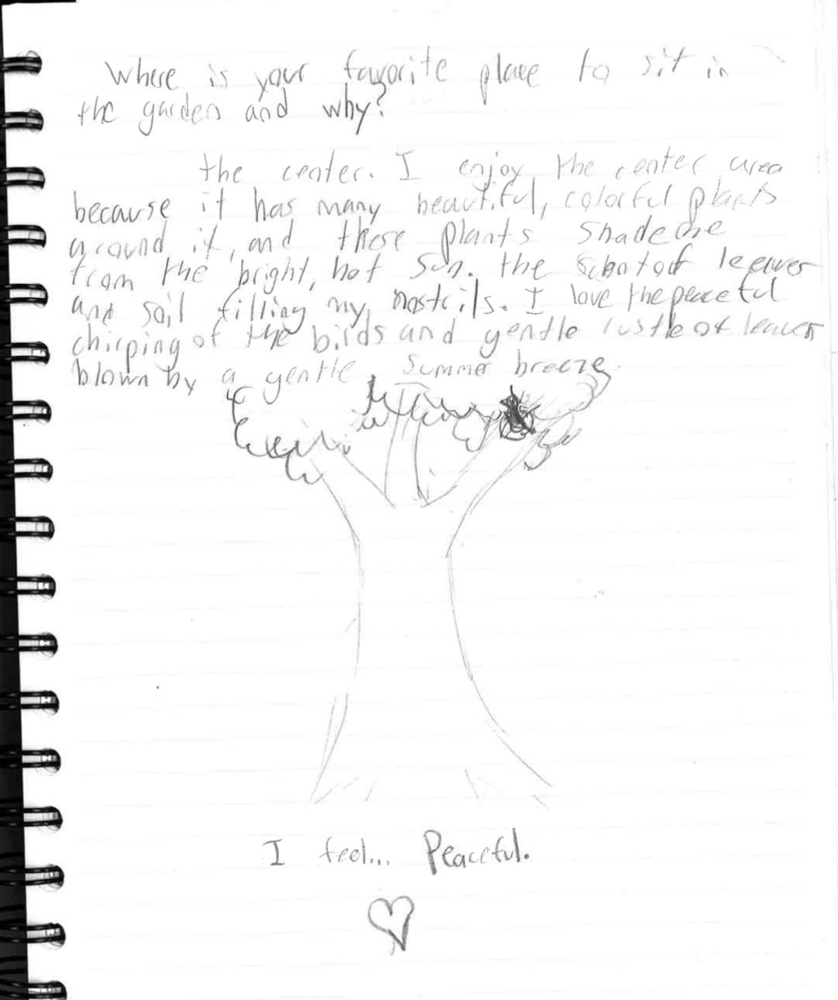 Where is your favorite place to sit in
the garden and why?
the center. I enjoy the center area
because it has many beautiful, colorful plants
around it, and these plants shade me
from the bright, hot sun. the of leaves
and soil filling my nostrils. I love the peaceful
chirping of the birds and gentle rustle of leaves
blown by a gentle summer breeze.
I feel... Peaceful.